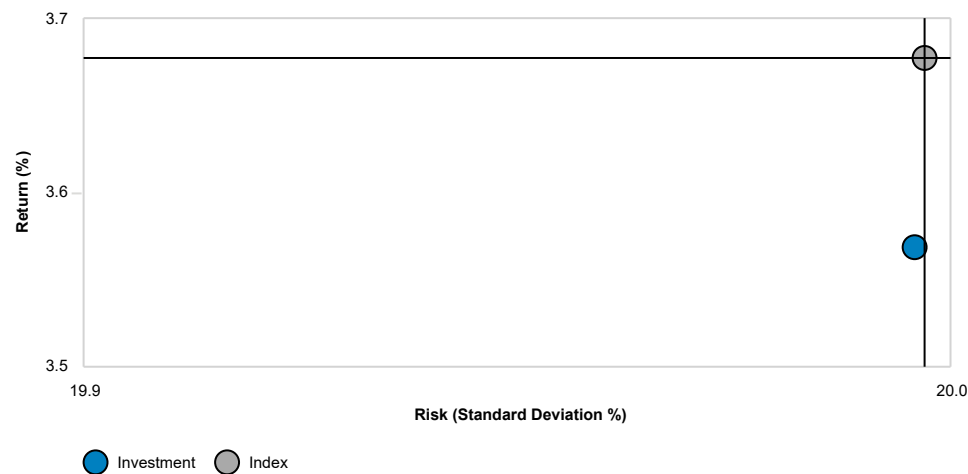 3.7
3.6
3.5
Return (%)
19.9 20.0
Risk (Standard Deviation %)
Investment Index